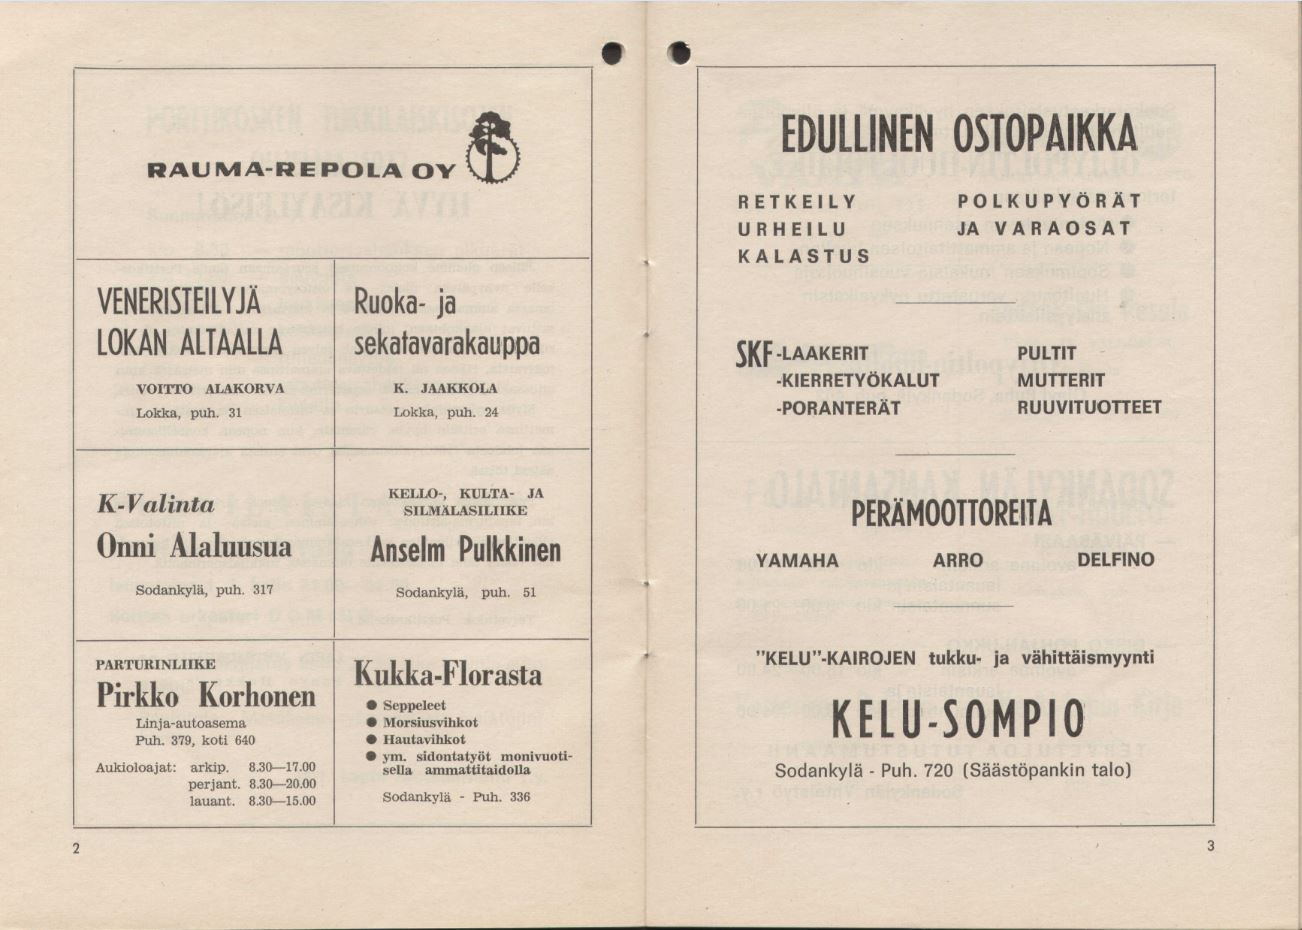 RAUMA-REPOLA OY
VENERISTEILYJÄ
LOKAN ALTAALLA
VOITTO ALAKORVA
Lokka, puh. 31
Ruoka- ja
sekatavarakauppa
K. JAAKKOLA
Lokka, puh. 24
K-Valinta
Onni Alaluusua
Sodankylä, puh. 317
KELLO-, KULTA- JA
SILMÄLASILIIKE
Anselm Pulkkinen
Sodankylä, puh. 51
PARTURINLIIKE
Pirkko Korhonen
Linja-autoasema
Puh. 379, koti 640
Aukioloajat: arkip. 8.30—17.00
perjant. 8.30—20.00
lauant. 8.30—15.00
Kukka-Florasta
● Seppeleet
● Morsiusvihkot
● Hautavihkot
● ym. sidontatyöt monivuoti-
sella ammattitaidolla
Sodankylä - Puh. 336
2
EDULLINEN OSTOPAIKKA
RETKEILY
URHEILU
KALASTUS
POLKUPYÖRÄT
JA VARAOSAT
SKF-LAAKERIT
-KIERRETYÖKALUT
-PORANTERÄT
PULTIT
MUTTERIT
RUUVITUOTTEET
PERÄMOOTTOREITA
YAMAHA ARRO DELFINO
"KELU"-KAIROJEN tukku- ja vähittäismyynti
KELU-SOMPIO
Sodankylä - Puh. 720 (Säästöpankin talo)
3